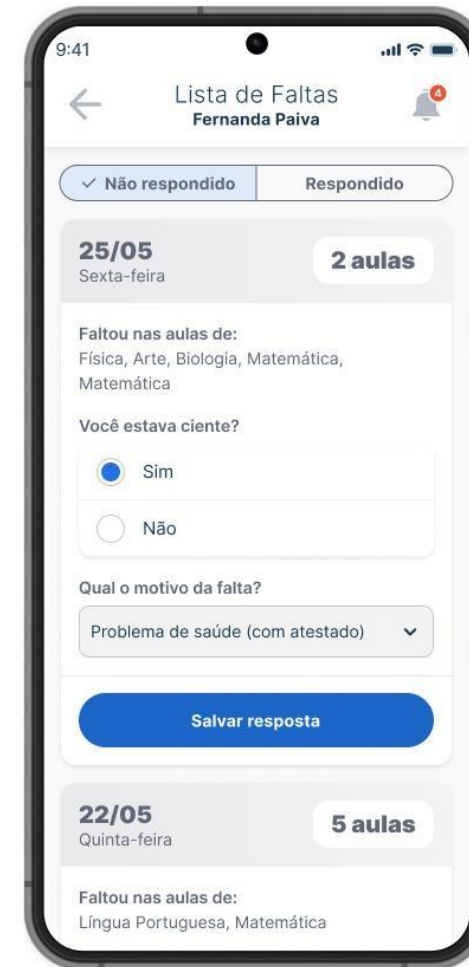 9:41
Lista de Faltas
4
Fernanda Paiva
Não respondido
Respondido
25/05
Sexta-feira
2 aulas
Faltou nas aulas de:
Física, Arte, Biologia, Matemática,
Matemática
Você estava ciente?
Sim
Não
Qual o motivo da falta?
Problema de saúde (com atestado)
Salvar resposta
22/05
Quinta-feira
5 aulas
Faltou nas aulas de:
Língua Portuguesa, Matemática